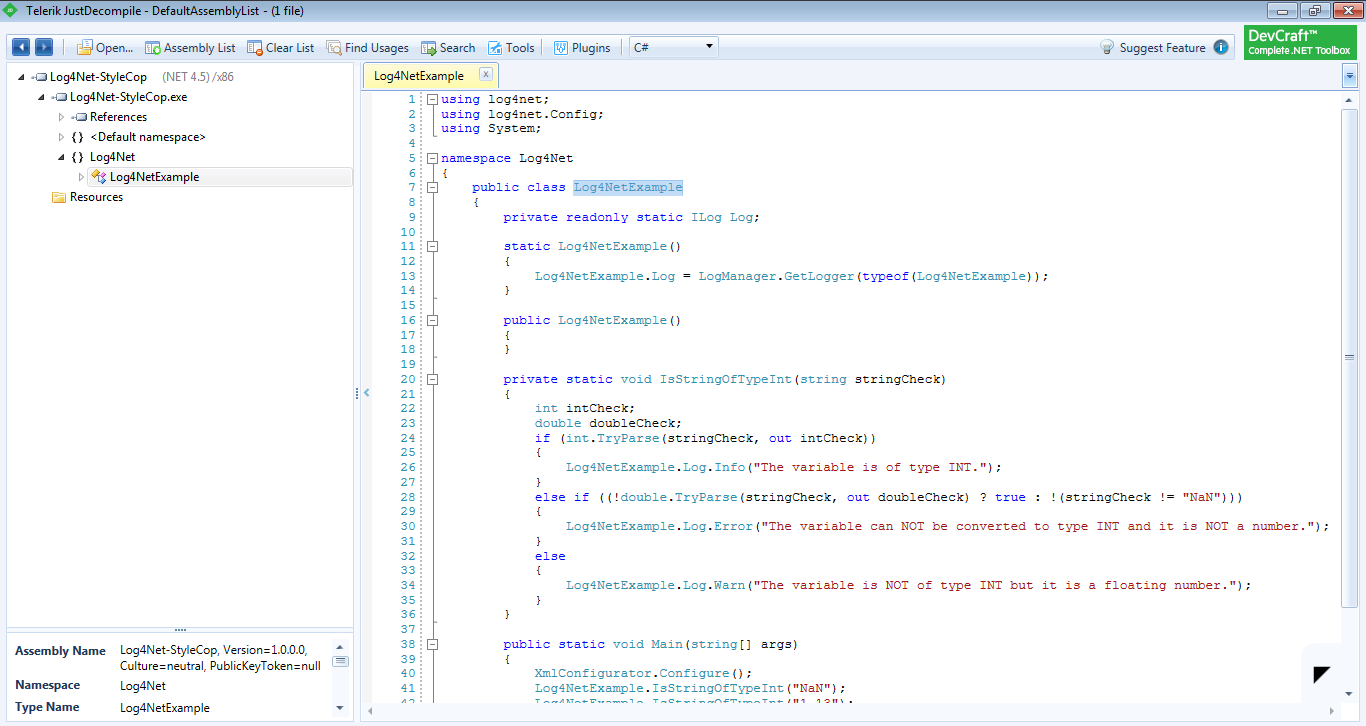 Telerik JustDecompile - DefaultAssemblyList - (1 file)
Open... Assembly List Clear List Find Usages Search Tools Plugins C# Suggest Feature
DevCraft™
Complete .NET Toolbox
Log4Net-StyleCop (NET 4.5) /x86
Log4Net-StyleCop.exe
References
{} <Default namespace>
{} Log4Net
Log4NetExample
Resources
Assembly Name Log4Net-StyleCop, Version=1.0.0.0,
Culture=neutral, PublicKeyToken=null
Namespace Log4Net
Type Name Log4NetExample
Log4NetExample x
1 using log4net;
2 using log4net.Config;
3 using System;
4
5 namespace Log4Net
6 {
7 public class Log4NetExample
8 {
9 private readonly static ILog Log;
10
11 static Log4NetExample()
12 {
13 Log4NetExample.Log = LogManager.GetLogger(typeof(Log4NetExample));
14 }
15
16 public Log4NetExample()
17 {
18 }
19
20 private static void IsStringOfTypeInt(string stringCheck)
21 {
22 int intCheck;
23 double doubleCheck;
24 if (int.TryParse(stringCheck, out intCheck))
25 {
26 Log4NetExample.Log.Info("The variable is of type INT.");
27 }
28 else if ((!double.TryParse(stringCheck, out doubleCheck) ? true : !(stringCheck != "NaN")))
29 {
30 Log4NetExample.Log.Error("The variable can NOT be converted to type INT and it is NOT a number.");
31 }
32 else
33 {
34 Log4NetExample.Log.Warn("The variable is NOT of type INT but it is a floating number.");
35 }
36 }
37
38 public static void Main(string[] args)
39 {
40 XmlConfigurator.Configure();
41 Log4NetExample.IsStringOfTypeInt("NaN");